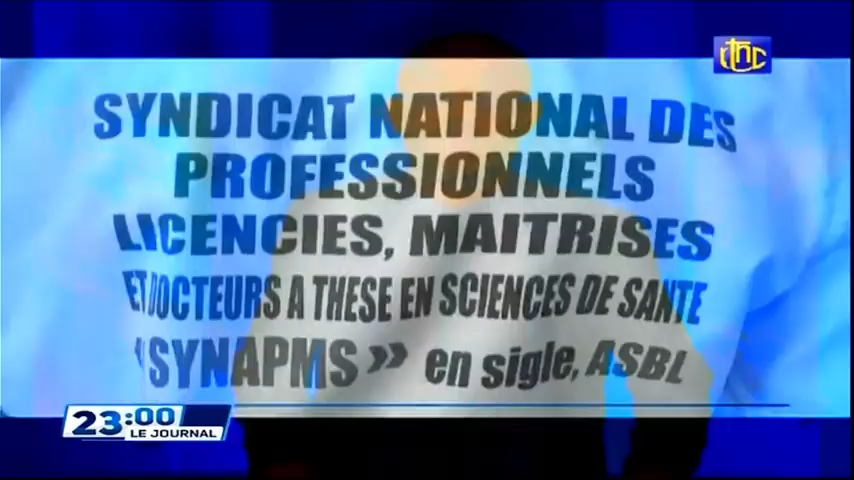 rtnc
SYNDICAT NATIONAL DES
PROFESSIONNELS
LICENCIES, MAITRISES
ET DOCTEURS A THESE EN SCIENCES DE SANTE
“SYNAPMS» en sigle, ASBL
23:00
LE JOURNAL